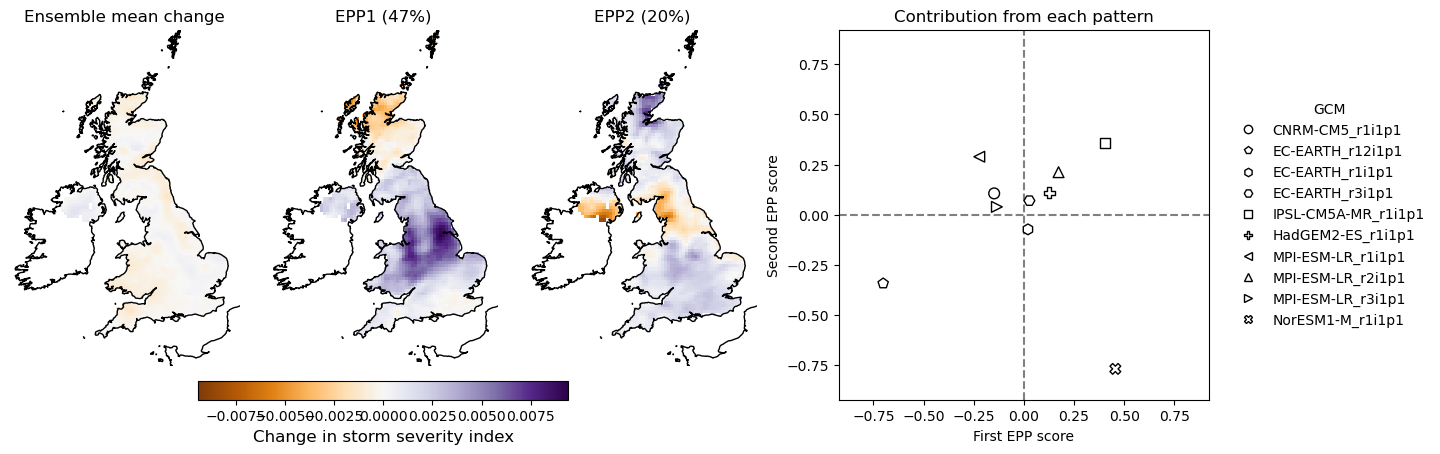 Ensemble mean change
EPP1 (47%)
EPP2 (20%)
Contribution from each pattern
−0.0075
−0.0050
−0.0025
0.0000
0.0025
0.0050
0.0075
Change in storm severity index
Second EPP score
0.75
0.50
0.25
0.00
−0.25
−0.50
−0.75
−0.75
−0.50
−0.25
0.00
0.25
0.50
0.75
First EPP score
GCM
CNRM-CM5_r1i1p1
EC-EARTH_r12i1p1
EC-EARTH_r1i1p1
EC-EARTH_r3i1p1
IPSL-CM5A-MR_r1i1p1
HadGEM2-ES_r1i1p1
MPI-ESM-LR_r1i1p1
MPI-ESM-LR_r2i1p1
MPI-ESM-LR_r3i1p1
NorESM1-M_r1i1p1